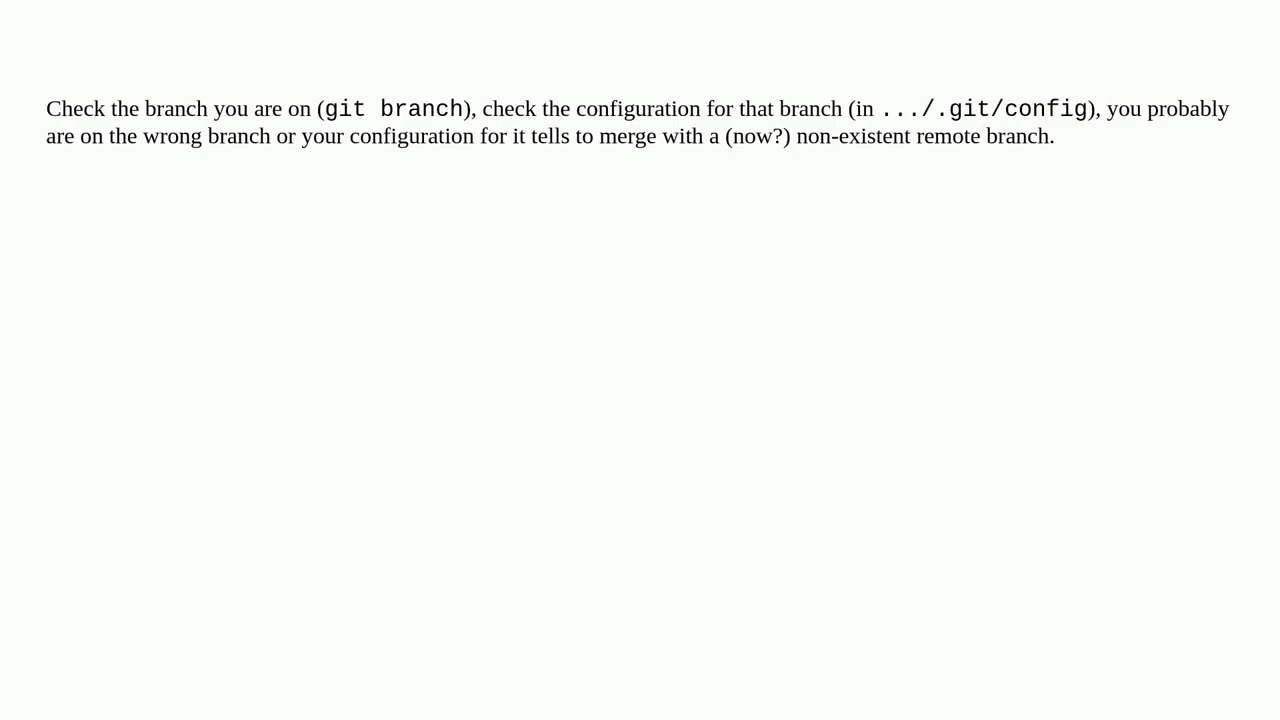 Check the branch you are on (git branch), check the configuration for that branch (in .../.git/config), you probably
are on the wrong branch or your configuration for it tells to merge with a (now?) non-existent remote branch.